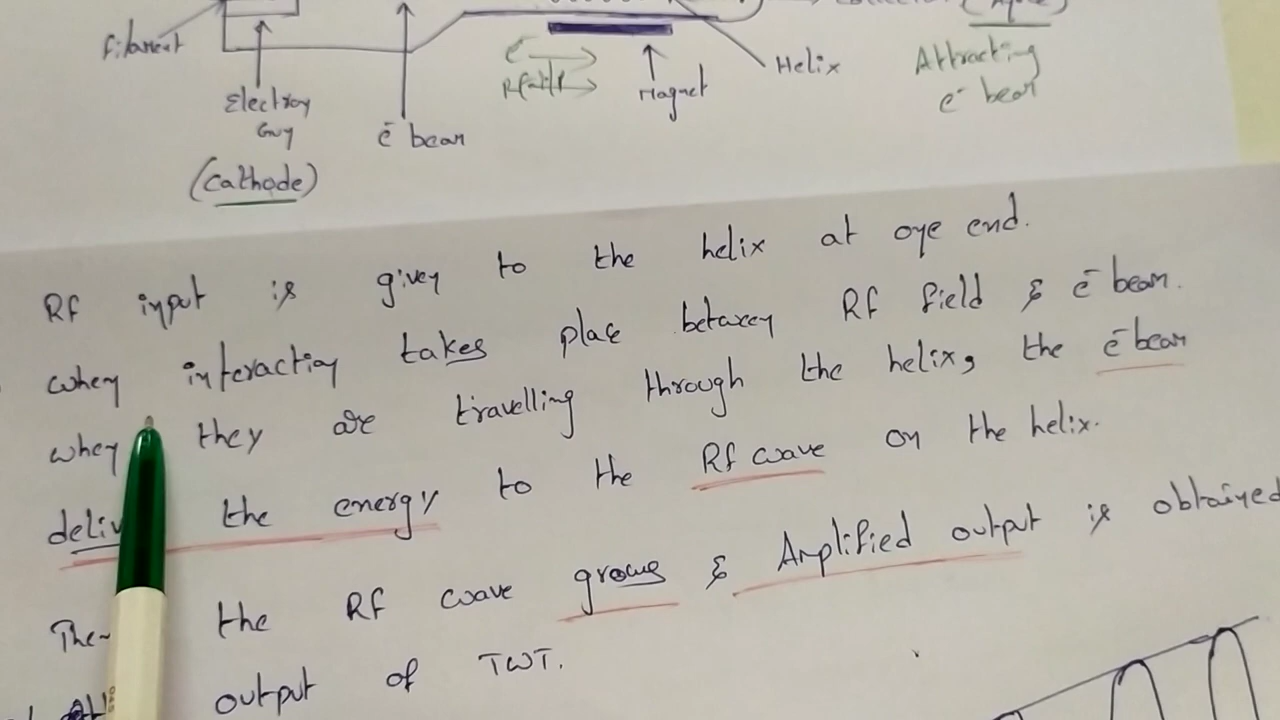 Filament
Electron
Gun
(Cathode)
e⁻ beam
e⁻
RF i/P
Magnet
Helix
Attracting
e⁻ beam
RF input is given to the helix at one end.
when interaction takes place between RF field & e⁻ beam.
when they are travelling through the helix, the e⁻ beam
the energy to the RF wave on the helix.
the RF wave grows & Amplified output is obtained
output of TWT.